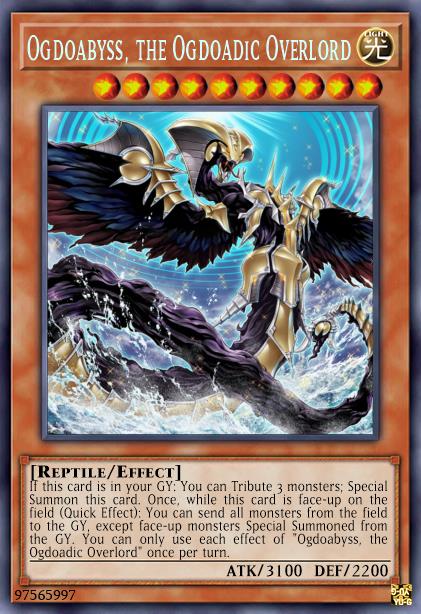 Ogdoabyss, the Ogdoadic Overlord
LIGHT
光
[Reptile/Effect]
If this card is in your GY: You can Tribute 3 monsters; Special
Summon this card. Once, while this card is face-up on the
field (Quick Effect): You can send all monsters from the field
to the GY, except face-up monsters Special Summoned from
the GY. You can only use each effect of "Ogdoabyss, the
Ogdoadic Overlord" once per turn.
ATK/3100 DEF/2200
97565997